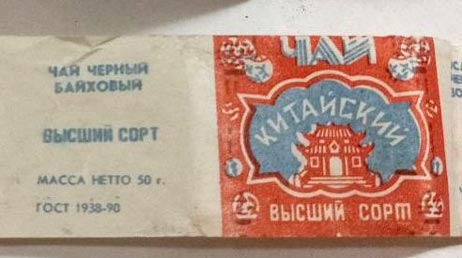 ЧАЙ ЧЕРНЫЙ
БАЙХОВЫЙ
ВЫСШИЙ СОРТ
МАССА НЕТТО 50 г.
ГОСТ 1938-90
ЧАЙ
КИТАЙСКИЙ
ВЫСШИЙ СОРТ